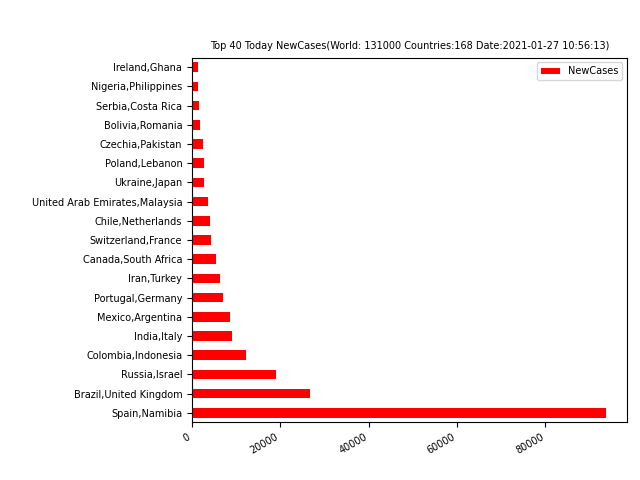 Top 40 Today NewCases(World: 131000 Countries:168 Date:2021-01-27 10:56:13)
NewCases
Ireland,Ghana
Nigeria,Philippines
Serbia,Costa Rica
Bolivia,Romania
Czechia,Pakistan
Poland,Lebanon
Ukraine,Japan
United Arab Emirates,Malaysia
Chile,Netherlands
Switzerland,France
Canada,South Africa
Iran,Turkey
Portugal,Germany
Mexico,Argentina
India,Italy
Colombia,Indonesia
Russia,Israel
Brazil,United Kingdom
Spain,Namibia
0
20000
40000
60000
80000